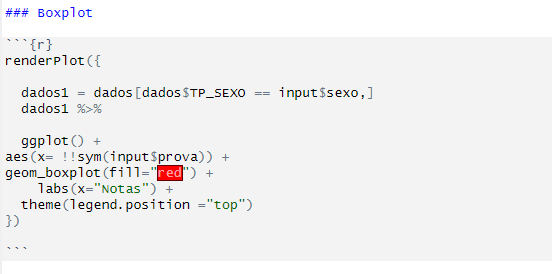 ### Boxplot
```{r}
renderPlot({
dados1 = dados[dados$TP_SEXO == input$sexo,]
dados1 %>%
ggplot() +
aes(x= !!sym(input$prova)) +
geom_boxplot(fill="red") +
labs(x="Notas") +
theme(legend.position ="top")
})
```